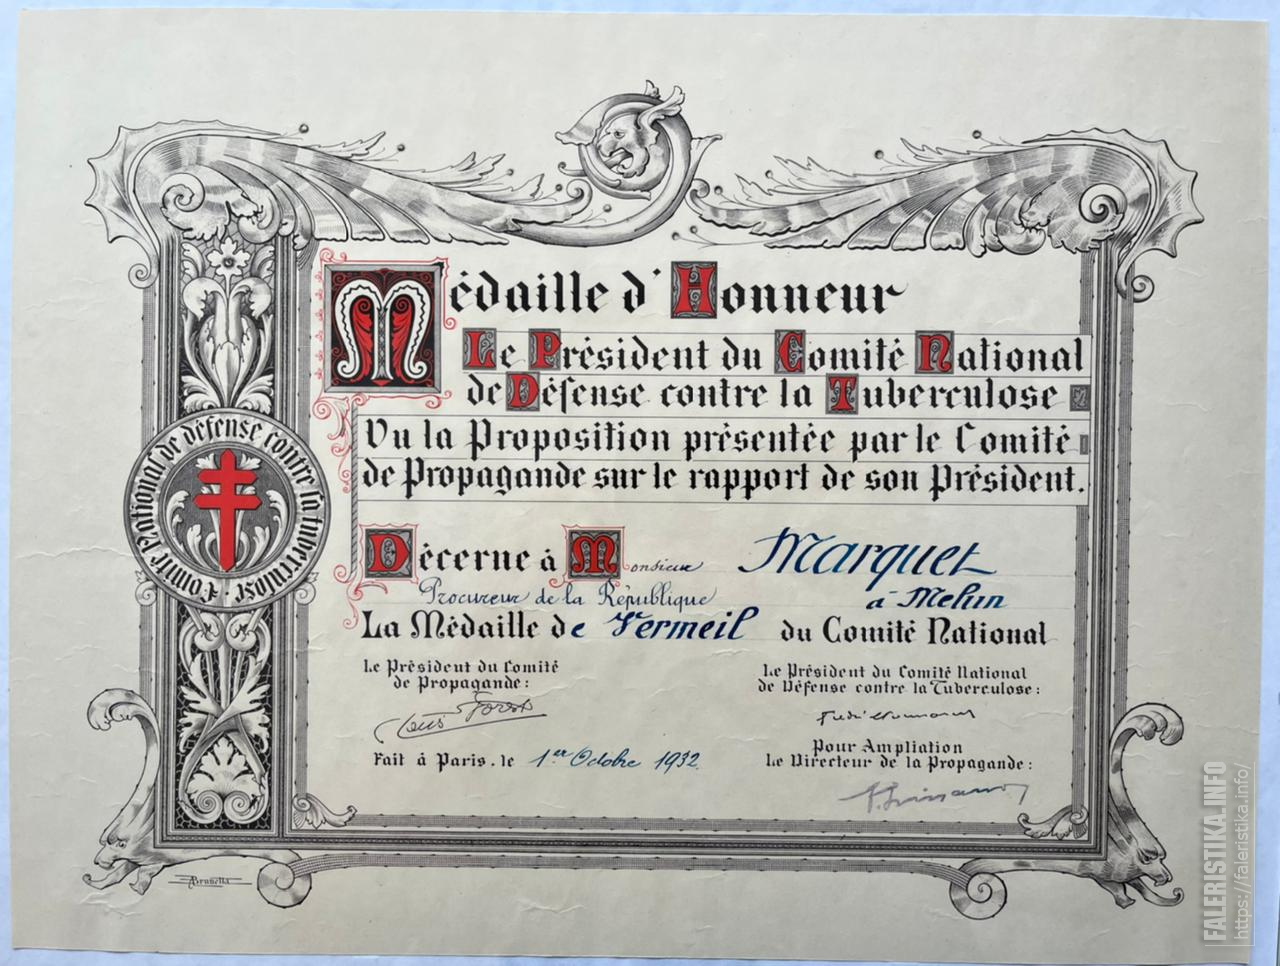 Médaille d'Honneur
Le Président du Comité National
de Défense contre la Tuberculose
Vu la Proposition présentée par le Comité
de Propagande sur le rapport de son Président.
Comité National de défense contre la tuberculose
Décerne à Monsieur Marquet
Procureur de la République à Melun
La Médaille de Vermeil du Comité National
Le Président du Comité
de Propagande:
Le Président du Comité National
de Défense contre la Tuberculose:
Louis Forest
Fait à Paris, le 1er Octobre 1932
Pour Ampliation
Le Directeur de la Propagande:
Brunella
FALERISTIKA.INFO
https://faleristika.info/